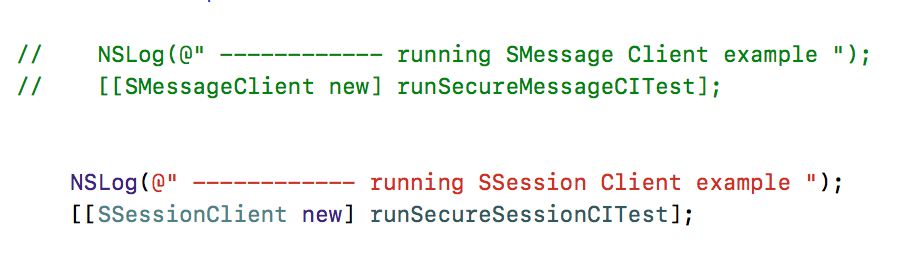 //    NSLog(@" ------------ running SMessage Client example ");
//    [[SMessageClient new] runSecureMessageCITest];
NSLog(@" ------------ running SSession Client example ");
[[SSessionClient new] runSecureSessionCITest];